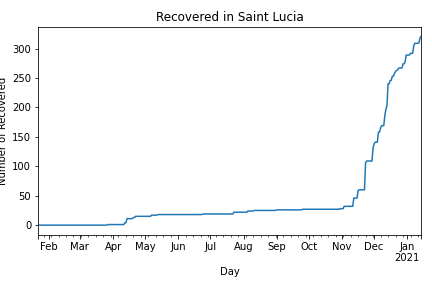 Recovered in Saint Lucia
Number of Recovered
300
250
200
150
100
50
0
Feb Mar Apr May Jun Jul Aug Sep Oct Nov Dec Jan
2021
Day